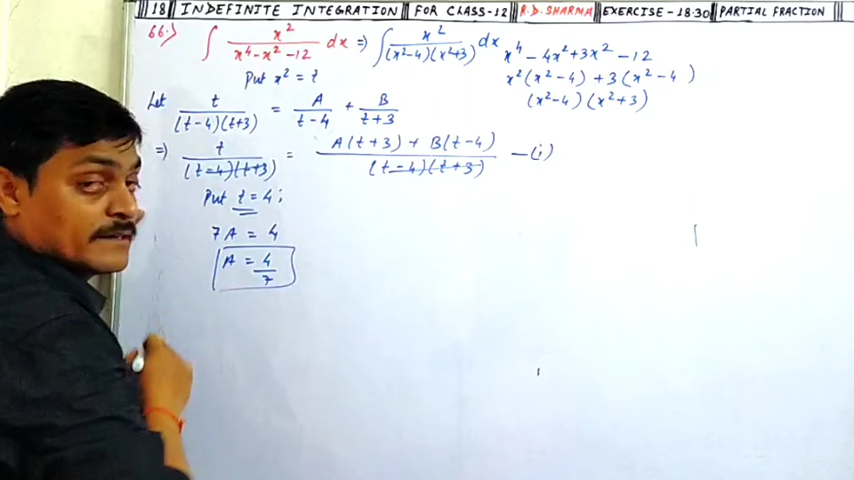 18 | INDEFINITE INTEGRATION || FOR CLASS-12 || R.D. SHARMA || EXERCISE-18.30 || PARTIAL FRACTION ||
66.) ∫ x²/(x⁴-x²-12) dx ⇒ ∫ x²/((x²-4)(x²+3)) dx
x⁴ - 4x² + 3x² - 12
Put x² = t
x²(x²-4) + 3(x²-4)
(x²-4)(x²+3)
Let t/((t-4)(t+3)) = A/(t-4) + B/(t+3)
⇒) t/((t-4)(t+3)) = (A(t+3) + B(t-4))/((t-4)(t+3)) —(i)
Put t = 4;
7A = 4
A = 4/7